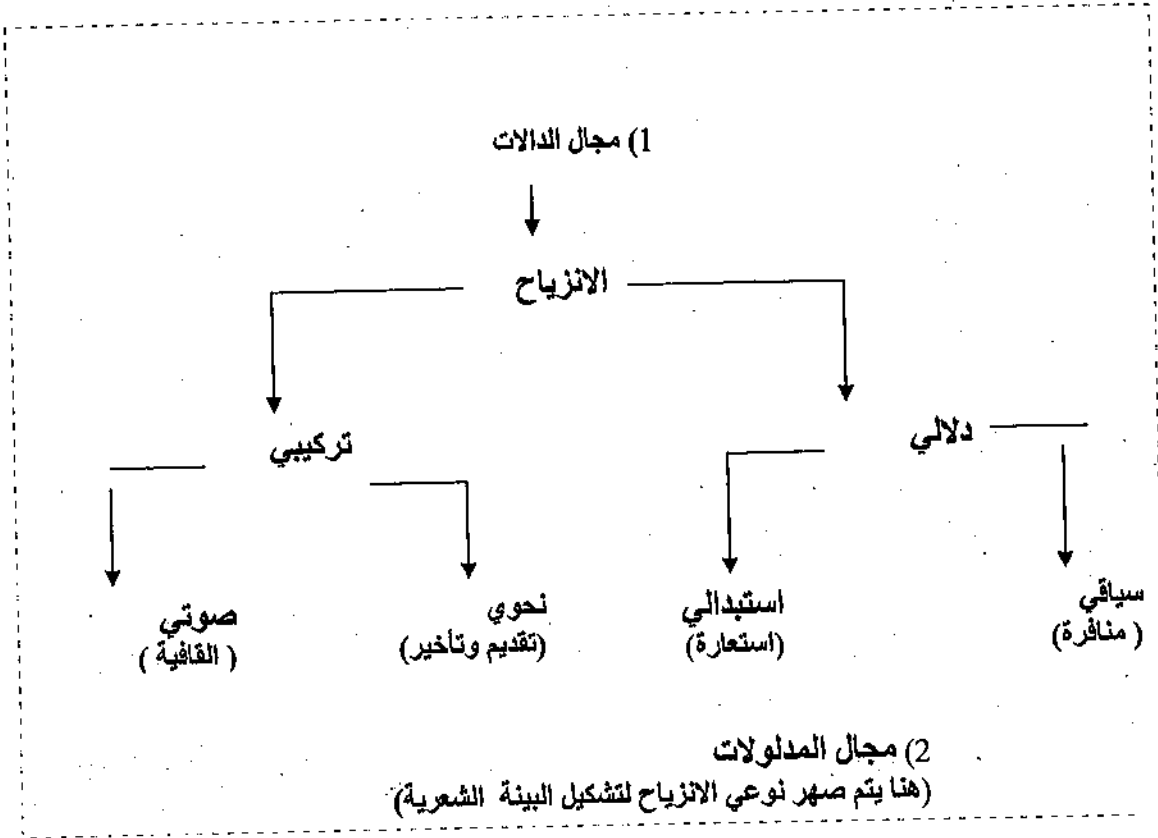 1) مجال الدالات
الانزياح
دلالي
تركيبي
سياقي
(منافرة)
استبدالي
(استعارة)
نحوي
(تقديم وتأخير)
صوتي
(القافية)
2) مجال المدلولات
(هنا يتم صهر نوعي الانزياح لتشكيل البينة الشعرية)